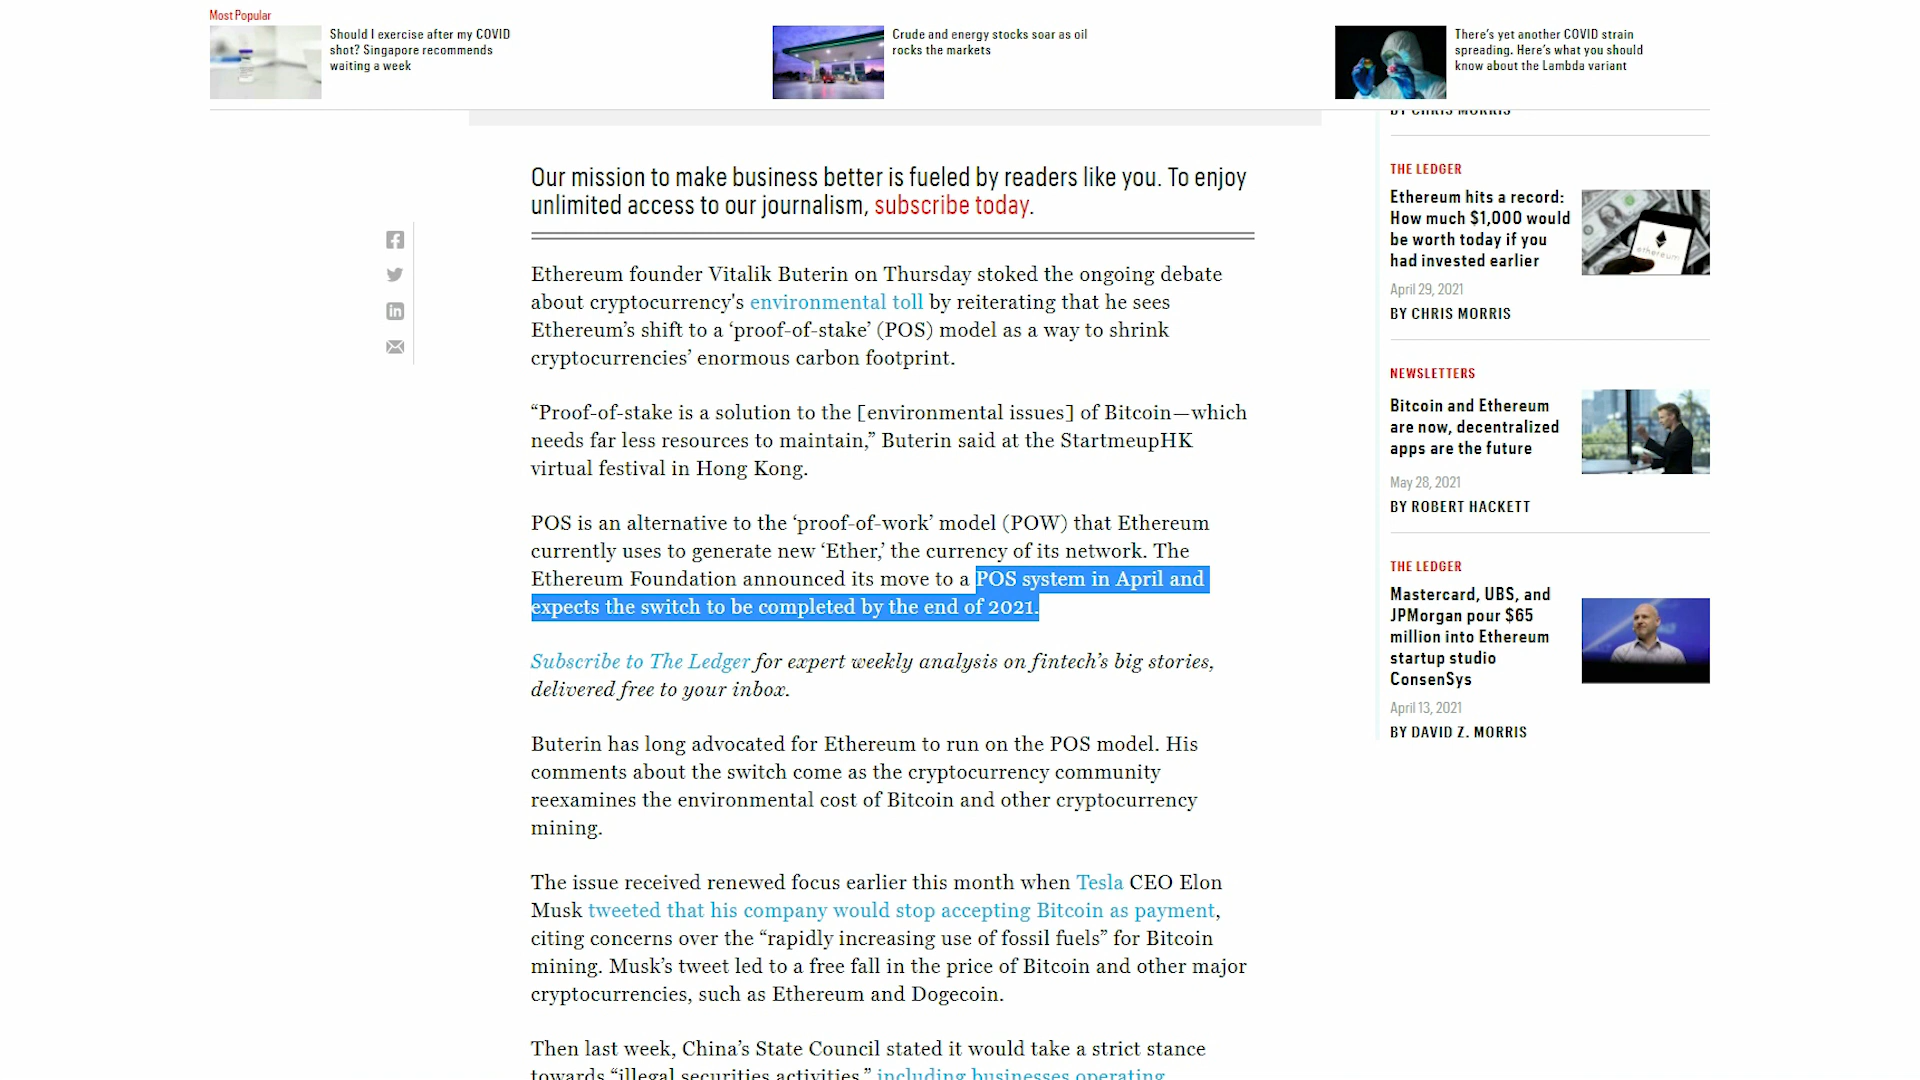 Most Popular
Should I exercise after my COVID
shot? Singapore recommends
waiting a week
Crude and energy stocks soar as oil
rocks the markets
There's yet another COVID strain
spreading. Here's what you should
know about the Lambda variant
BY CHRIS MORRIS
Our mission to make business better is fueled by readers like you. To enjoy
unlimited access to our journalism, subscribe today.
Ethereum founder Vitalik Buterin on Thursday stoked the ongoing debate
about cryptocurrency's environmental toll by reiterating that he sees
Ethereum’s shift to a ‘proof-of-stake’ (POS) model as a way to shrink
cryptocurrencies’ enormous carbon footprint.
“Proof-of-stake is a solution to the [environmental issues] of Bitcoin—which
needs far less resources to maintain,” Buterin said at the StartmeupHK
virtual festival in Hong Kong.
POS is an alternative to the ‘proof-of-work’ model (POW) that Ethereum
currently uses to generate new ‘Ether,’ the currency of its network. The
Ethereum Foundation announced its move to a POS system in April and
expects the switch to be completed by the end of 2021.
Subscribe to The Ledger for expert weekly analysis on fintech’s big stories,
delivered free to your inbox.
Buterin has long advocated for Ethereum to run on the POS model. His
comments about the switch come as the cryptocurrency community
reexamines the environmental cost of Bitcoin and other cryptocurrency
mining.
The issue received renewed focus earlier this month when Tesla CEO Elon
Musk tweeted that his company would stop accepting Bitcoin as payment,
citing concerns over the “rapidly increasing use of fossil fuels” for Bitcoin
mining. Musk’s tweet led to a free fall in the price of Bitcoin and other major
cryptocurrencies, such as Ethereum and Dogecoin.
Then last week, China’s State Council stated it would take a strict stance
towards “illegal securities activities,” including businesses operating
THE LEDGER
Ethereum hits a record:
How much $1,000 would
be worth today if you
had invested earlier
ethereum
April 29, 2021
BY CHRIS MORRIS
NEWSLETTERS
Bitcoin and Ethereum
are now, decentralized
apps are the future
May 28, 2021
BY ROBERT HACKETT
THE LEDGER
Mastercard, UBS, and
JPMorgan pour $65
million into Ethereum
startup studio
ConsenSys
April 13, 2021
BY DAVID Z. MORRIS